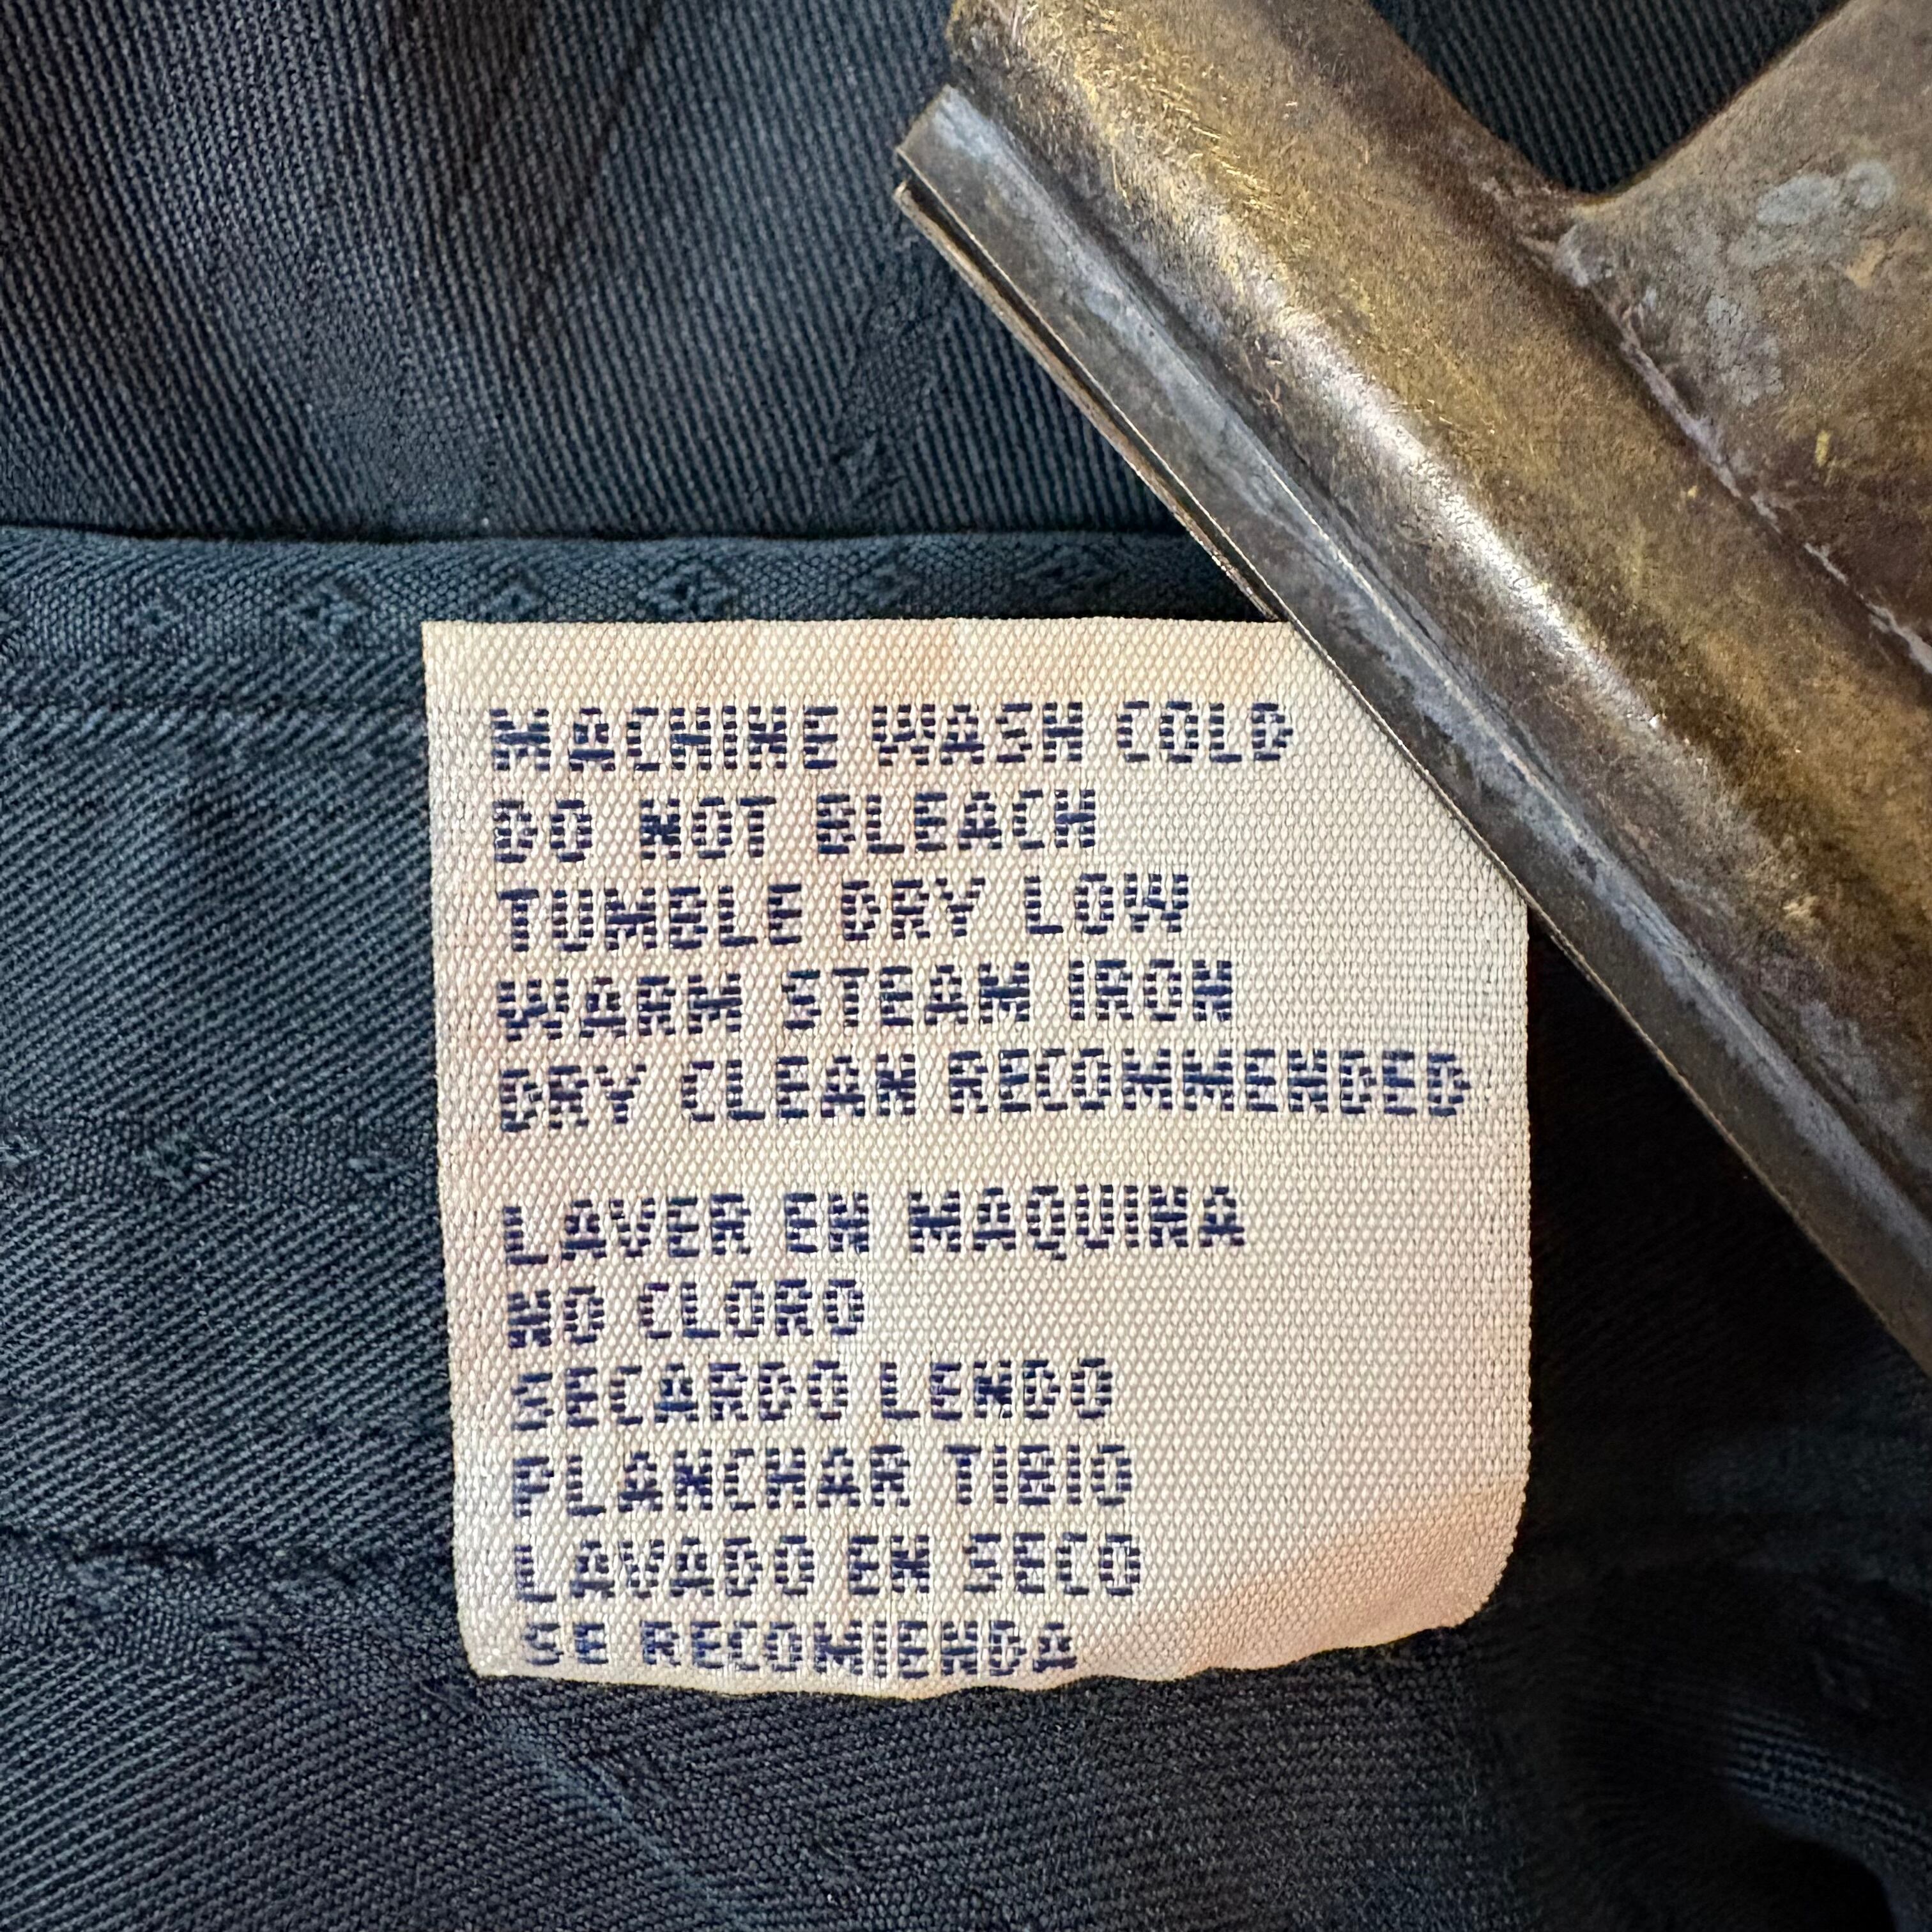 MACHINE WASH COLD
DO NOT BLEACH
TUMBLE DRY LOW
WARM STEAM IRON
DRY CLEAN RECOMMENDED
LAVER EN MAQUINA
NO CLORO
SECARDO LENDO
PLANCHAR TIBIO
LAVADO EN SECO
SE RECOMIENDA